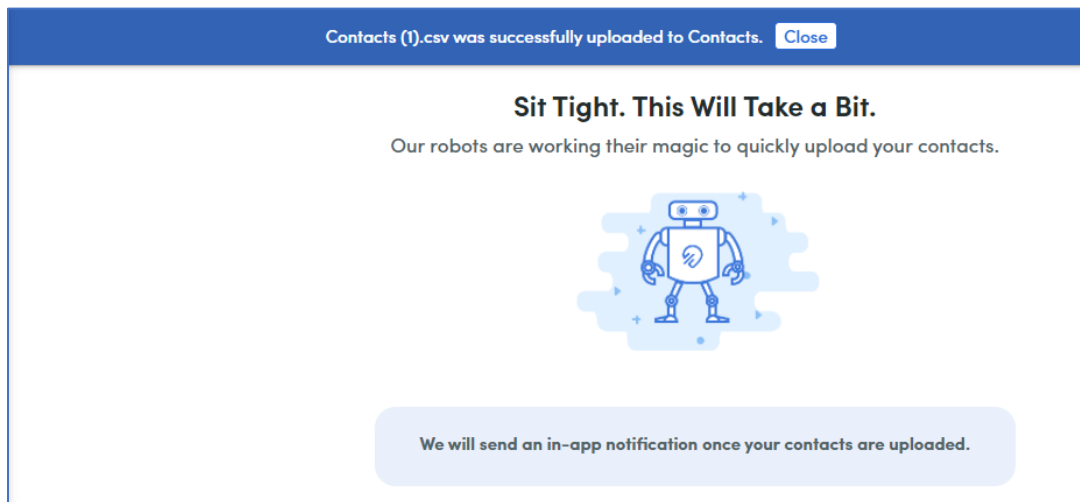 Contacts (1).csv was successfully uploaded to Contacts. Close
Sit Tight. This Will Take a Bit.
Our robots are working their magic to quickly upload your contacts.
We will send an in-app notification once your contacts are uploaded.